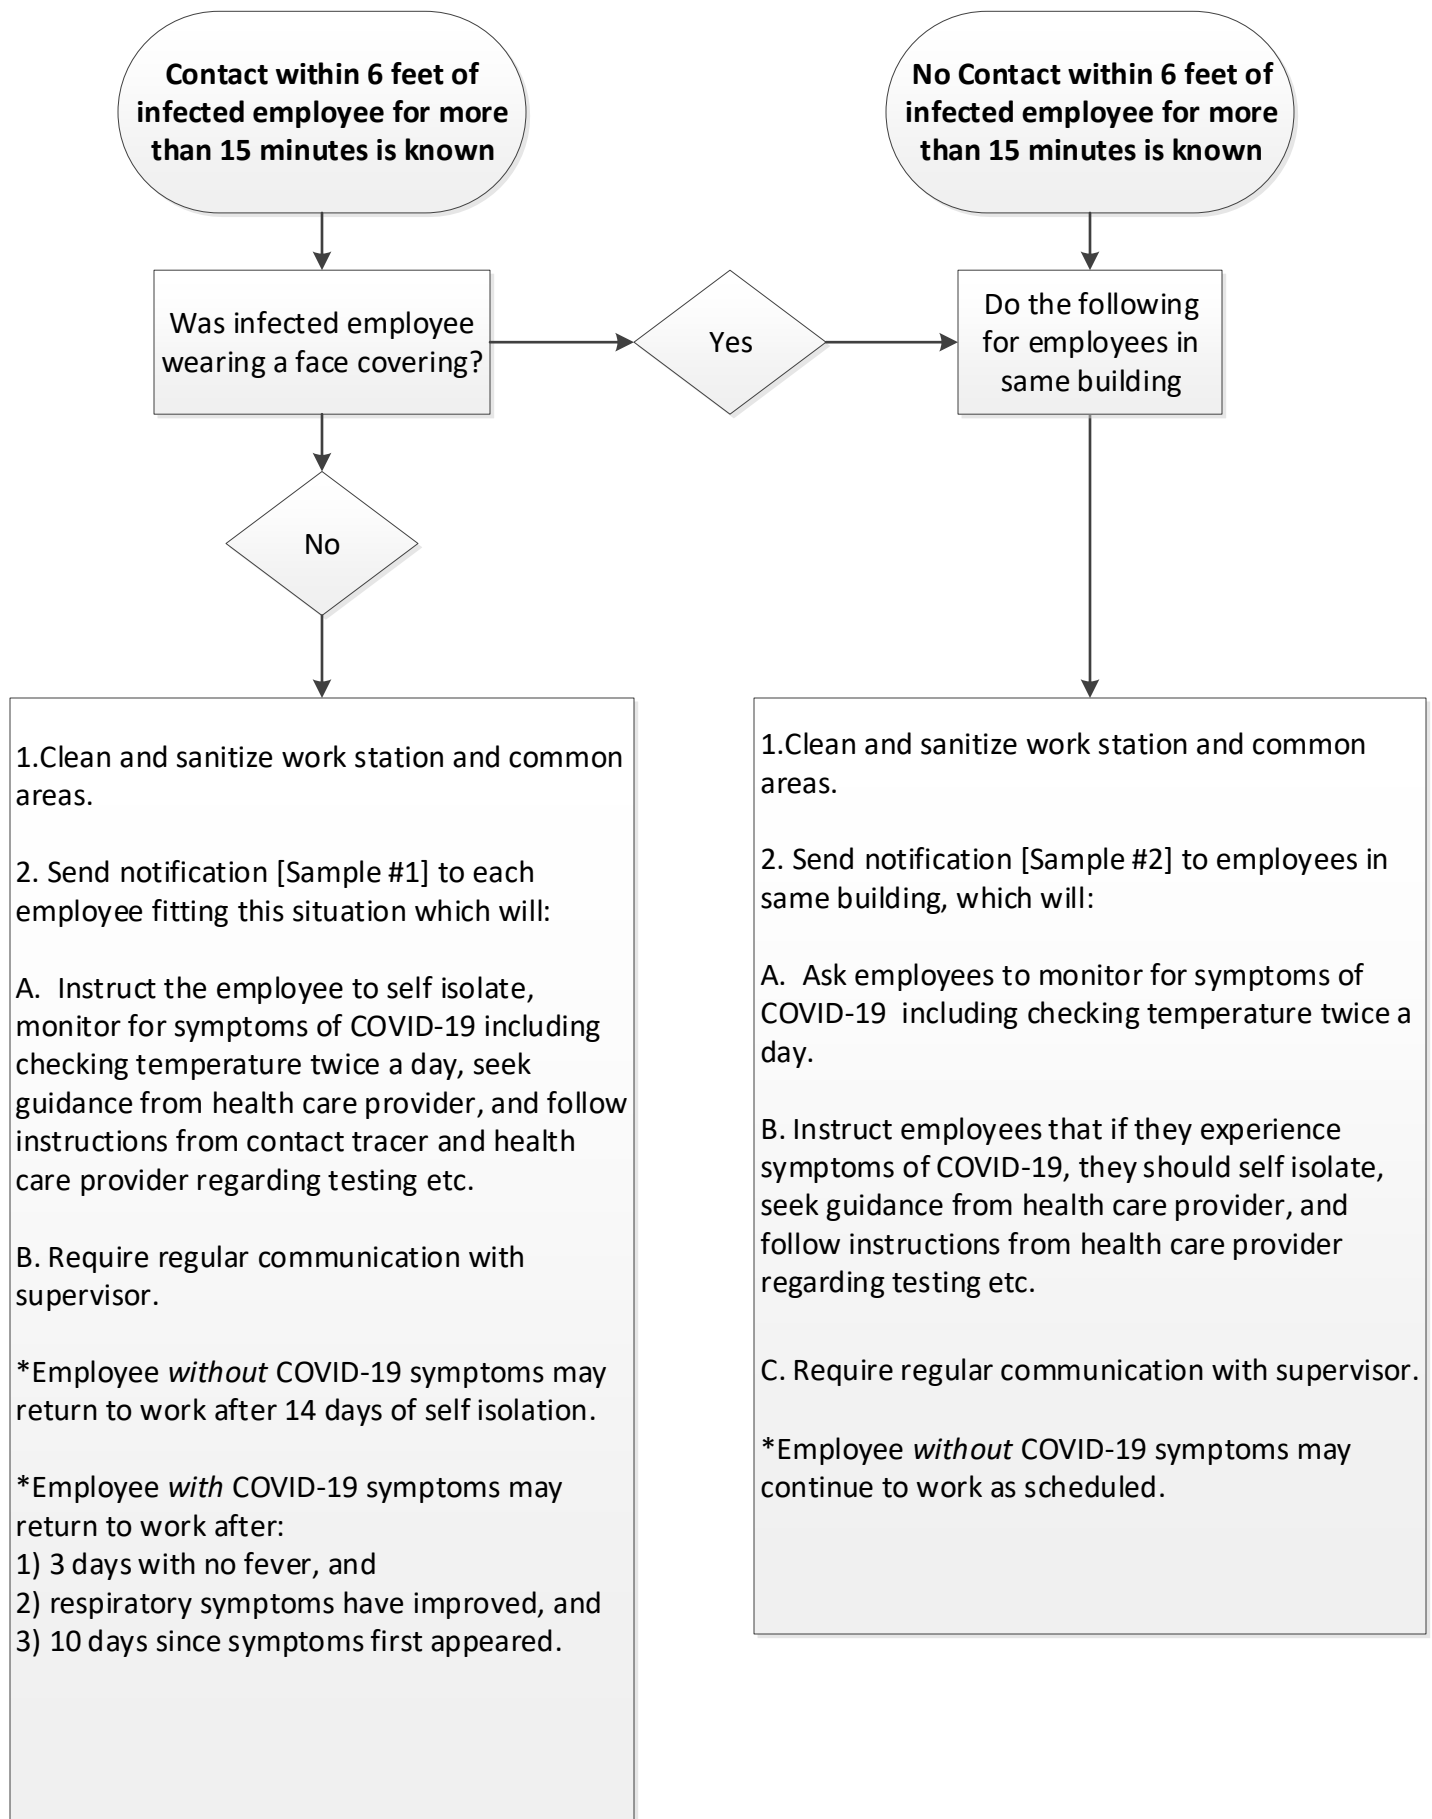 Contact within 6 feet of
infected employee for more
than 15 minutes is known
No Contact within 6 feet of
infected employee for more
than 15 minutes is known
Was infected employee
wearing a face covering?
Yes
Do the following
for employees in
same building
No
1.Clean and sanitize work station and common
areas.
2. Send notification [Sample #1] to each
employee fitting this situation which will:
A.  Instruct the employee to self isolate,
monitor for symptoms of COVID-19 including
checking temperature twice a day, seek
guidance from health care provider, and follow
instructions from contact tracer and health
care provider regarding testing etc.
B. Require regular communication with
supervisor.
*Employee without COVID-19 symptoms may
return to work after 14 days of self isolation.
*Employee with COVID-19 symptoms may
return to work after:
1) 3 days with no fever, and
2) respiratory symptoms have improved, and
3) 10 days since symptoms first appeared.
1.Clean and sanitize work station and common
areas.
2. Send notification [Sample #2] to employees in
same building, which will:
A.  Ask employees to monitor for symptoms of
COVID-19  including checking temperature twice a
day.
B. Instruct employees that if they experience
symptoms of COVID-19, they should self isolate,
seek guidance from health care provider, and
follow instructions from health care provider
regarding testing etc.
C. Require regular communication with supervisor.
*Employee without COVID-19 symptoms may
continue to work as scheduled.